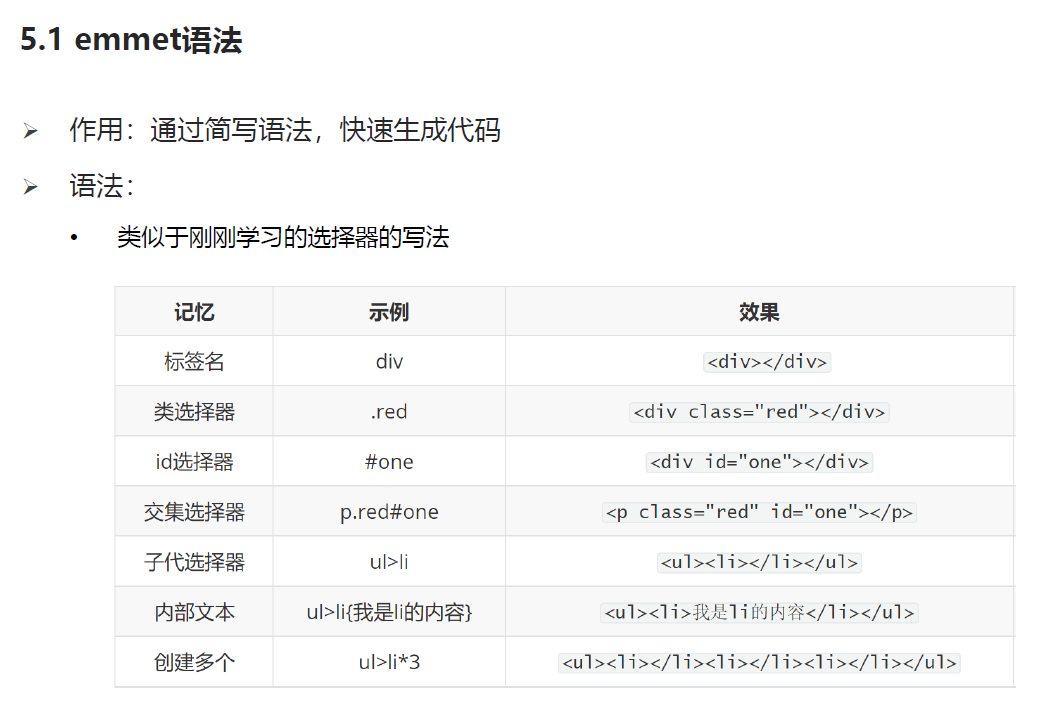 5.1 emmet语法
作用：通过简写语法，快速生成代码
语法：
类似于刚刚学习的选择器的写法
记忆 示例 效果
标签名 div <div></div>
类选择器 .red <div class="red"></div>
id选择器 #one <div id="one"></div>
交集选择器 p.red#one <p class="red" id="one"></p>
子代选择器 ul>li <ul><li></li></ul>
内部文本 ul>li{我是li的内容} <ul><li>我是li的内容</li></ul>
创建多个 ul>li*3 <ul><li></li><li></li><li></li></ul>